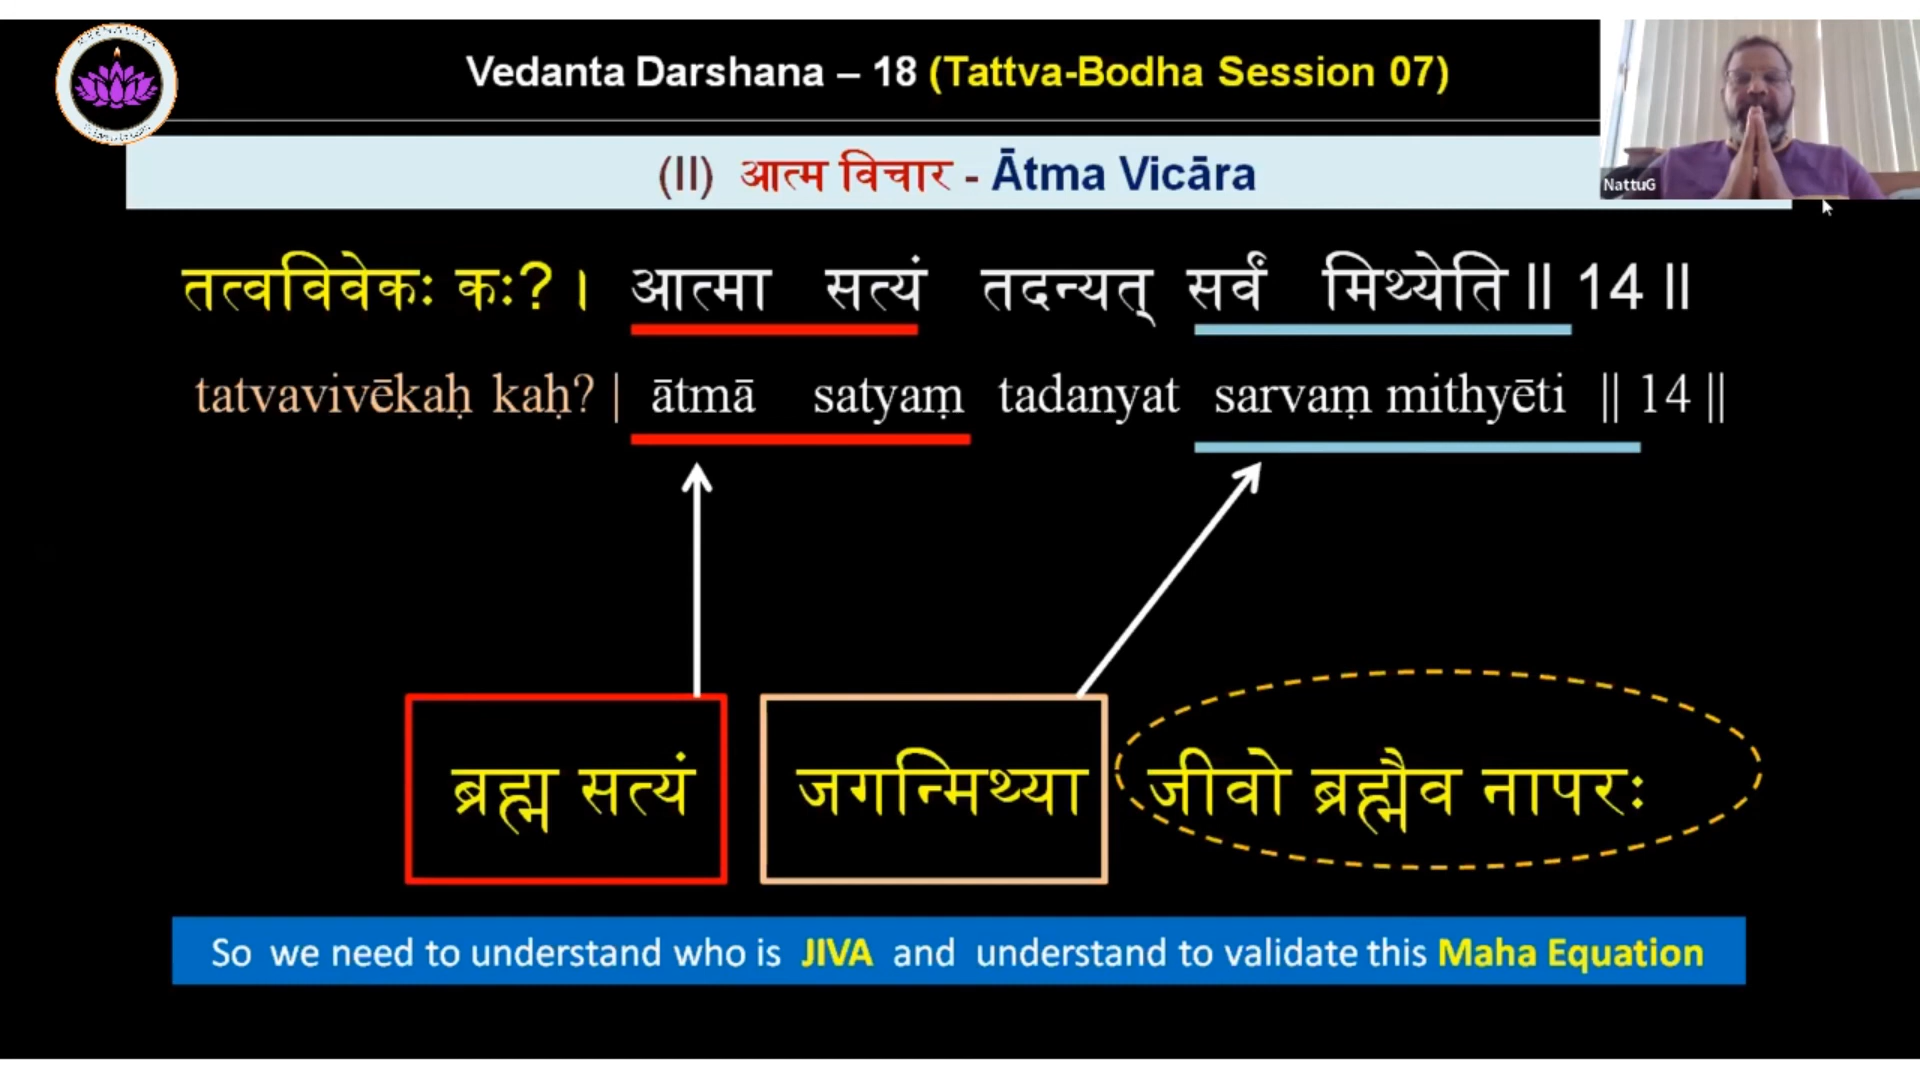 Vedanta Darshana – 18 (Tattva-Bodha Session 07)
NattuG
(II) आत्म विचार - Ātma Vicāra
तत्वविवेकः कः? । आत्मा सत्यं तदन्यत् सर्वं मिथ्येति || 14 ||
tatvavivēkaḥ kaḥ? | ātmā satyaṃ tadanyat sarvaṃ mithyēti || 14 ||
ब्रह्म सत्यं जगन्मिथ्या जीवो ब्रह्मैव नापरः
So we need to understand who is JIVA and understand to validate this Maha Equation